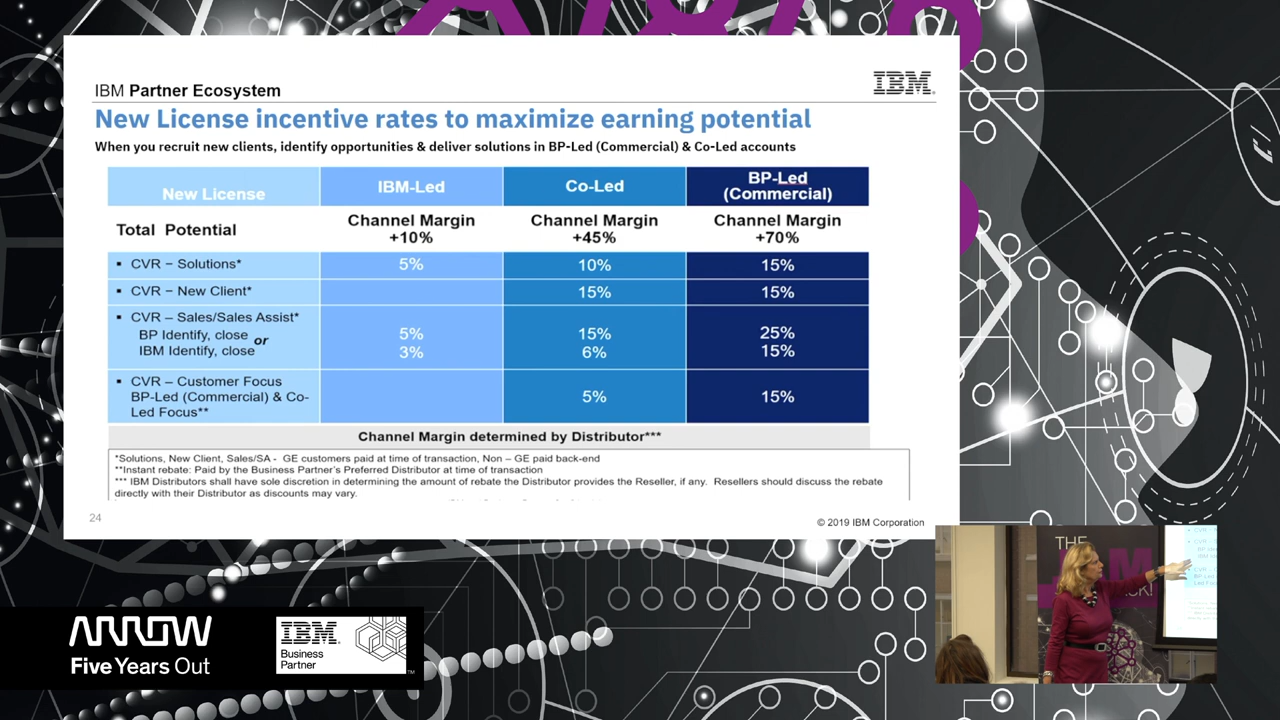 IBM Partner Ecosystem
IBM
New License incentive rates to maximize earning potential
When you recruit new clients, identify opportunities & deliver solutions in BP-Led (Commercial) & Co-Led accounts
New License IBM-Led Co-Led BP-Led (Commercial)
Total Potential Channel Margin +10% Channel Margin +45% Channel Margin +70%
▪ CVR – Solutions* 5% 10% 15%
▪ CVR – New Client* 15% 15%
▪ CVR – Sales/Sales Assist*
BP Identify, close or 5% 15% 25%
IBM Identify, close 3% 6% 15%
▪ CVR – Customer Focus
BP-Led (Commercial) & Co- 5% 15%
Led Focus**
Channel Margin determined by Distributor***
*Solutions, New Client, Sales/SA - GE customers paid at time of transaction, Non – GE paid back-end
**Instant rebate: Paid by the Business Partner's Preferred Distributor at time of transaction
*** IBM Distributors shall have sole discretion in determining the amount of rebate the Distributor provides the Reseller, if any. Resellers should discuss the rebate
directly with their Distributor as discounts may vary.
24
© 2019 IBM Corporation
THE
ARROW
Five Years Out
IBM
Business
Partner